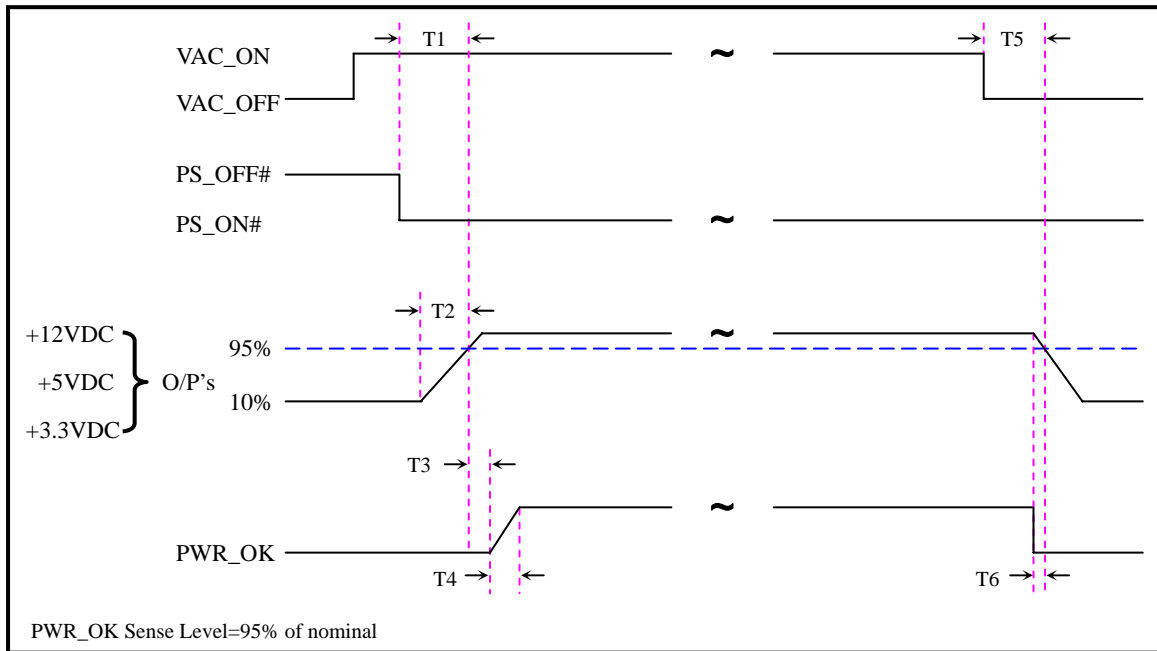 T1
T5
VAC_ON
~
VAC_OFF
PS_OFF#
PS_ON#
~
T2
+12VDC
~
95%
+5VDC
O/P's
10%
+3.3VDC
T3
~
PWR_OK
T4
T6
PWR_OK Sense Level=95% of nominal